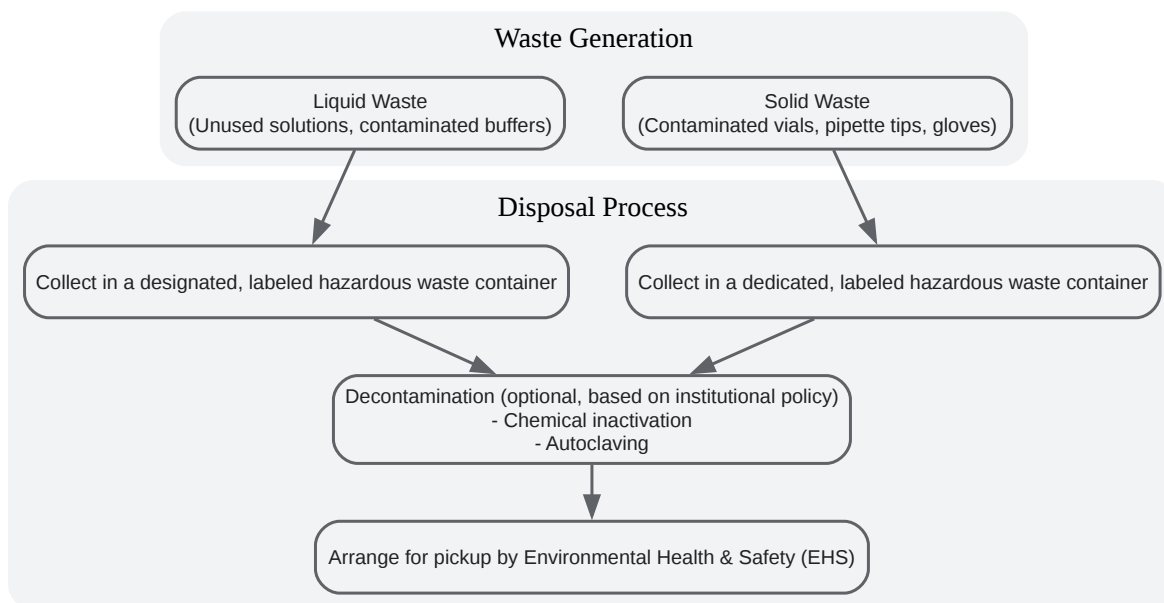 Waste Generation
Liquid Waste
(Unused solutions, contaminated buffers)
Solid Waste
(Contaminated vials, pipette tips, gloves)
Disposal Process
Collect in a designated, labeled hazardous waste container
Collect in a dedicated, labeled hazardous waste container
Decontamination (optional, based on institutional policy)
- Chemical inactivation
- Autoclaving
Arrange for pickup by Environmental Health & Safety (EHS)